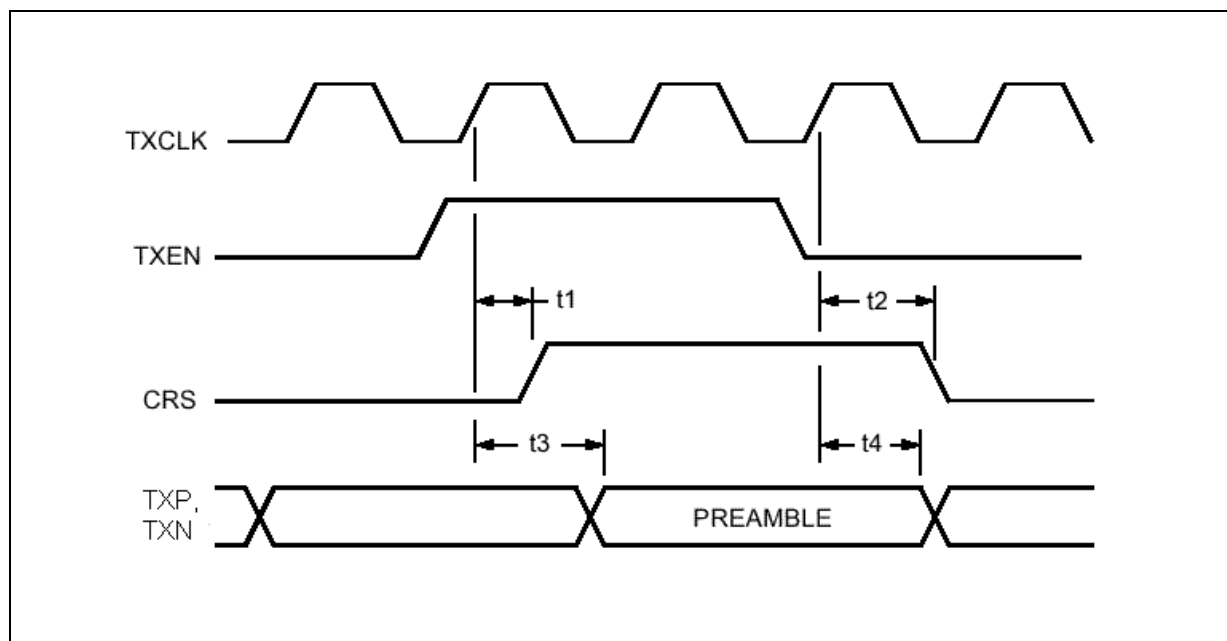 TXCLK
TXEN
t1
t2
CRS
t3
t4
TXP,
TXN
PREAMBLE